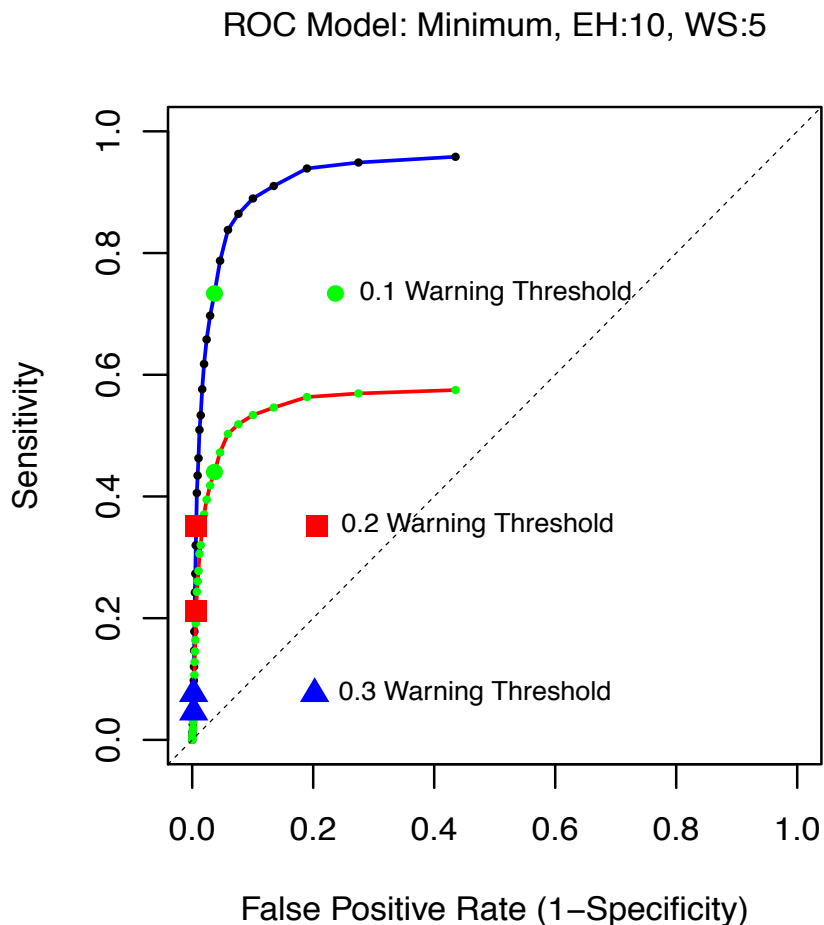 ROC Model: Minimum, EH:10, WS:5
Sensitivity
1.0
0.8
0.6
0.4
0.2
0.0
0.1 Warning Threshold
0.2 Warning Threshold
0.3 Warning Threshold
0.0 0.2 0.4 0.6 0.8 1.0
False Positive Rate (1−Specificity)